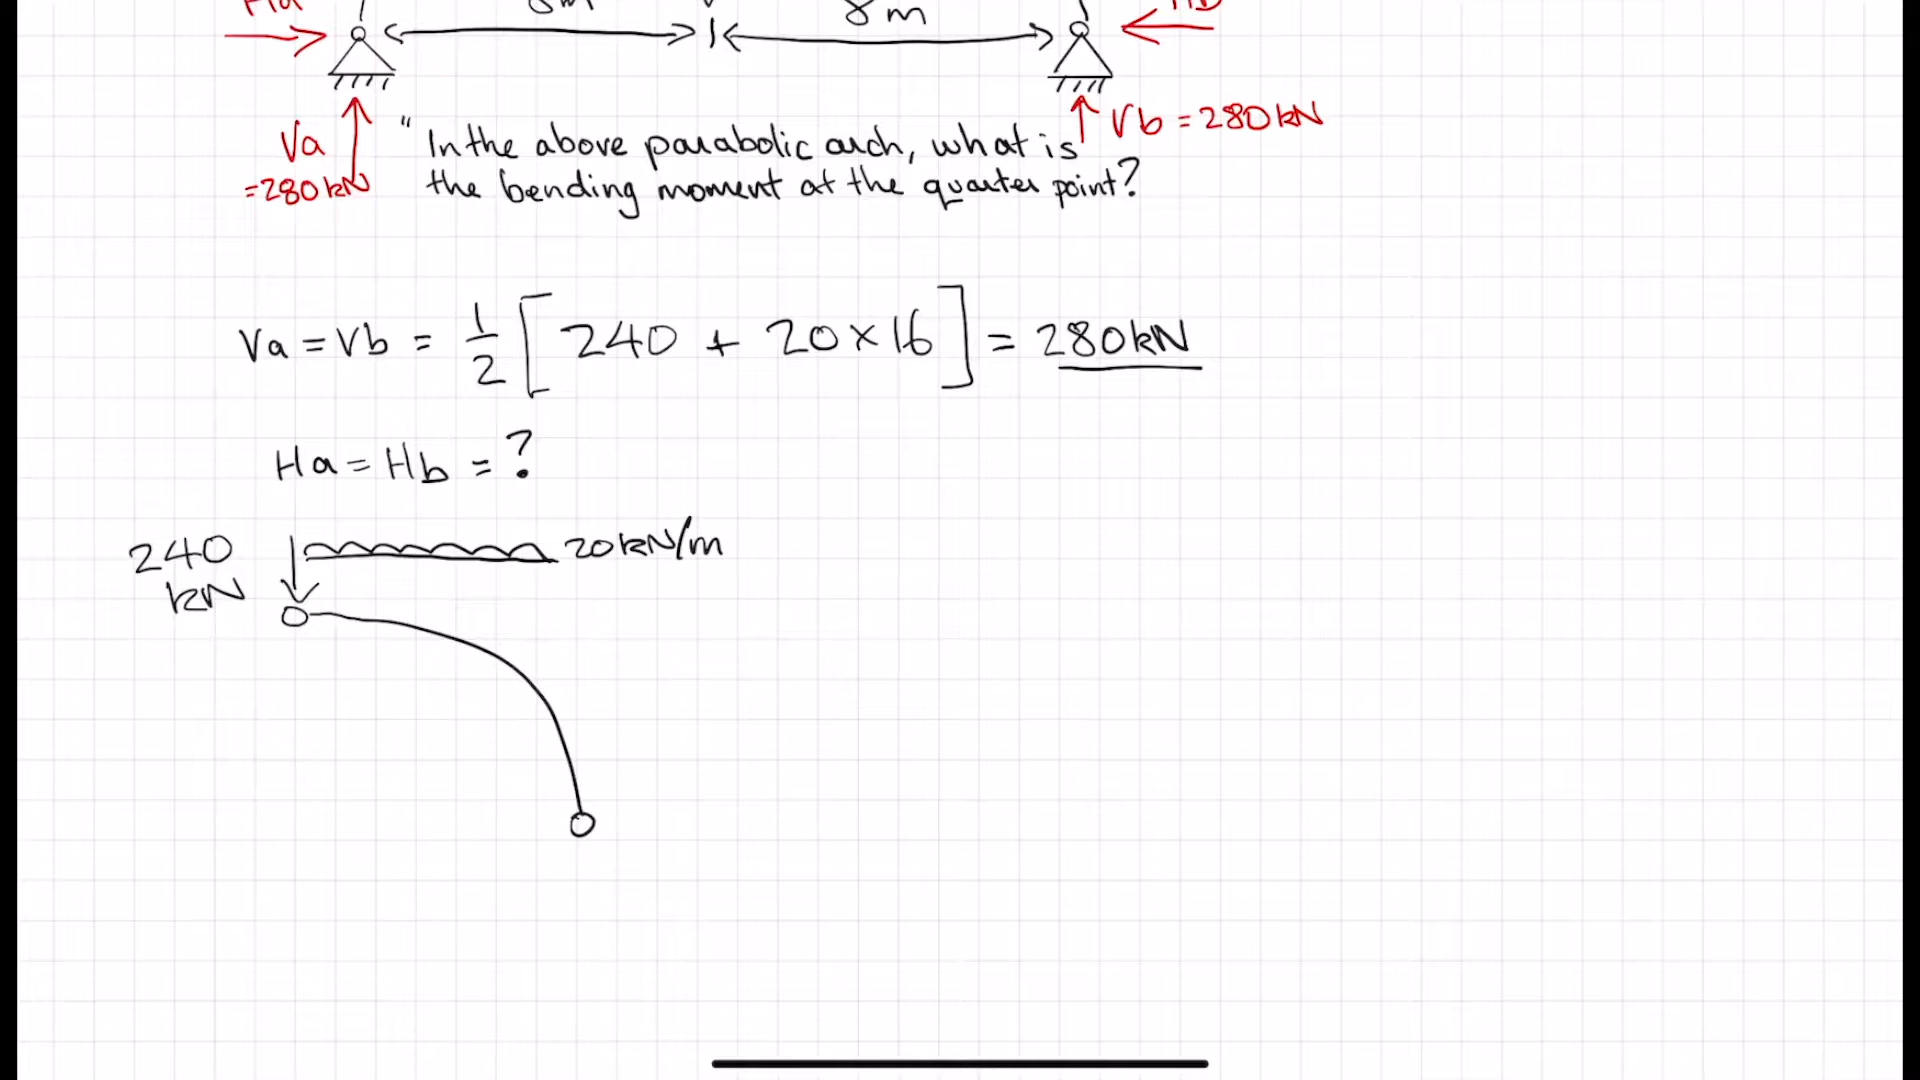 8m
8m
Va
=280kN
Vb = 280kN
"In the above parabolic arch, what is
the bending moment at the quarter point?
Va = Vb = 1/2 [240 + 20×16] = 280kN
Ha = Hb = ?
240
kN
20kN/m